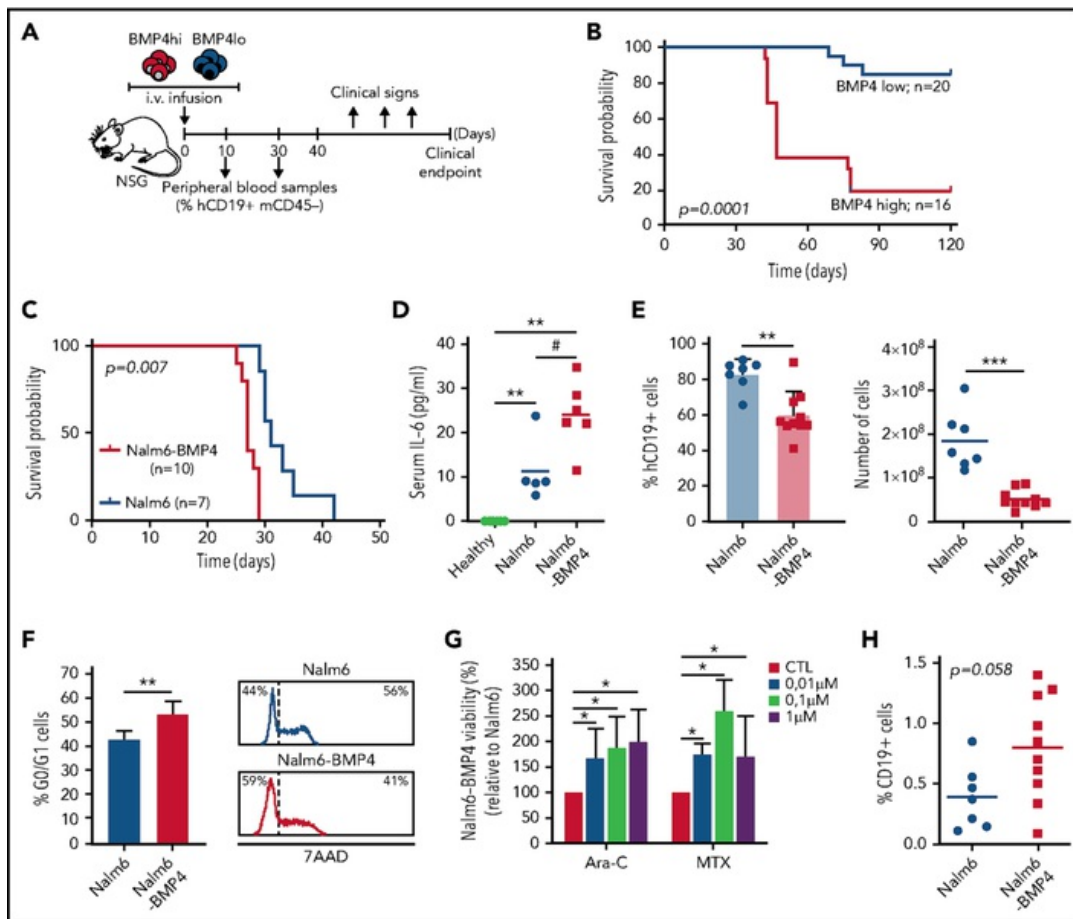 A
BMP4hi BMP4lo
i.v. infusion
Clinical signs
(Days)
0 10 30 40
Clinical
endpoint
NSG
Peripheral blood samples
(% hCD19+ mCD45–)
B
Survival probability
100
80
60
40
20
0
BMP4 low; n=20
BMP4 high; n=16
p=0.0001
0 30 60 90 120
Time (days)
C
Survival probability
100
50
0
p=0.007
Nalm6-BMP4
(n=10)
Nalm6 (n=7)
0 10 20 30 40 50
Time (days)
D
Serum IL-6 (pg/ml)
40
30
20
10
0
**
#
**
Healthy
Nalm6
Nalm6
-BMP4
E
% hCD19+ cells
100
80
60
40
20
0
**
Nalm6
Nalm6
-BMP4
Number of cells
4×10⁸
3×10⁸
2×10⁸
1×10⁸
0
***
Nalm6
Nalm6
-BMP4
F
% G0/G1 cells
70
60
50
40
30
20
10
0
**
Nalm6
Nalm6
-BMP4
Nalm6
44% 56%
Nalm6-BMP4
59% 41%
7AAD
G
Nalm6-BMP4 viability (%)
(relative to Nalm6)
350
300
250
200
150
100
50
0
*
*
*
*
*
*
CTL
0,01µM
0,1µM
1µM
Ara-C MTX
H
% CD19+ cells
1.5
1.0
0.5
0.0
p=0.058
Nalm6
Nalm6
-BMP4